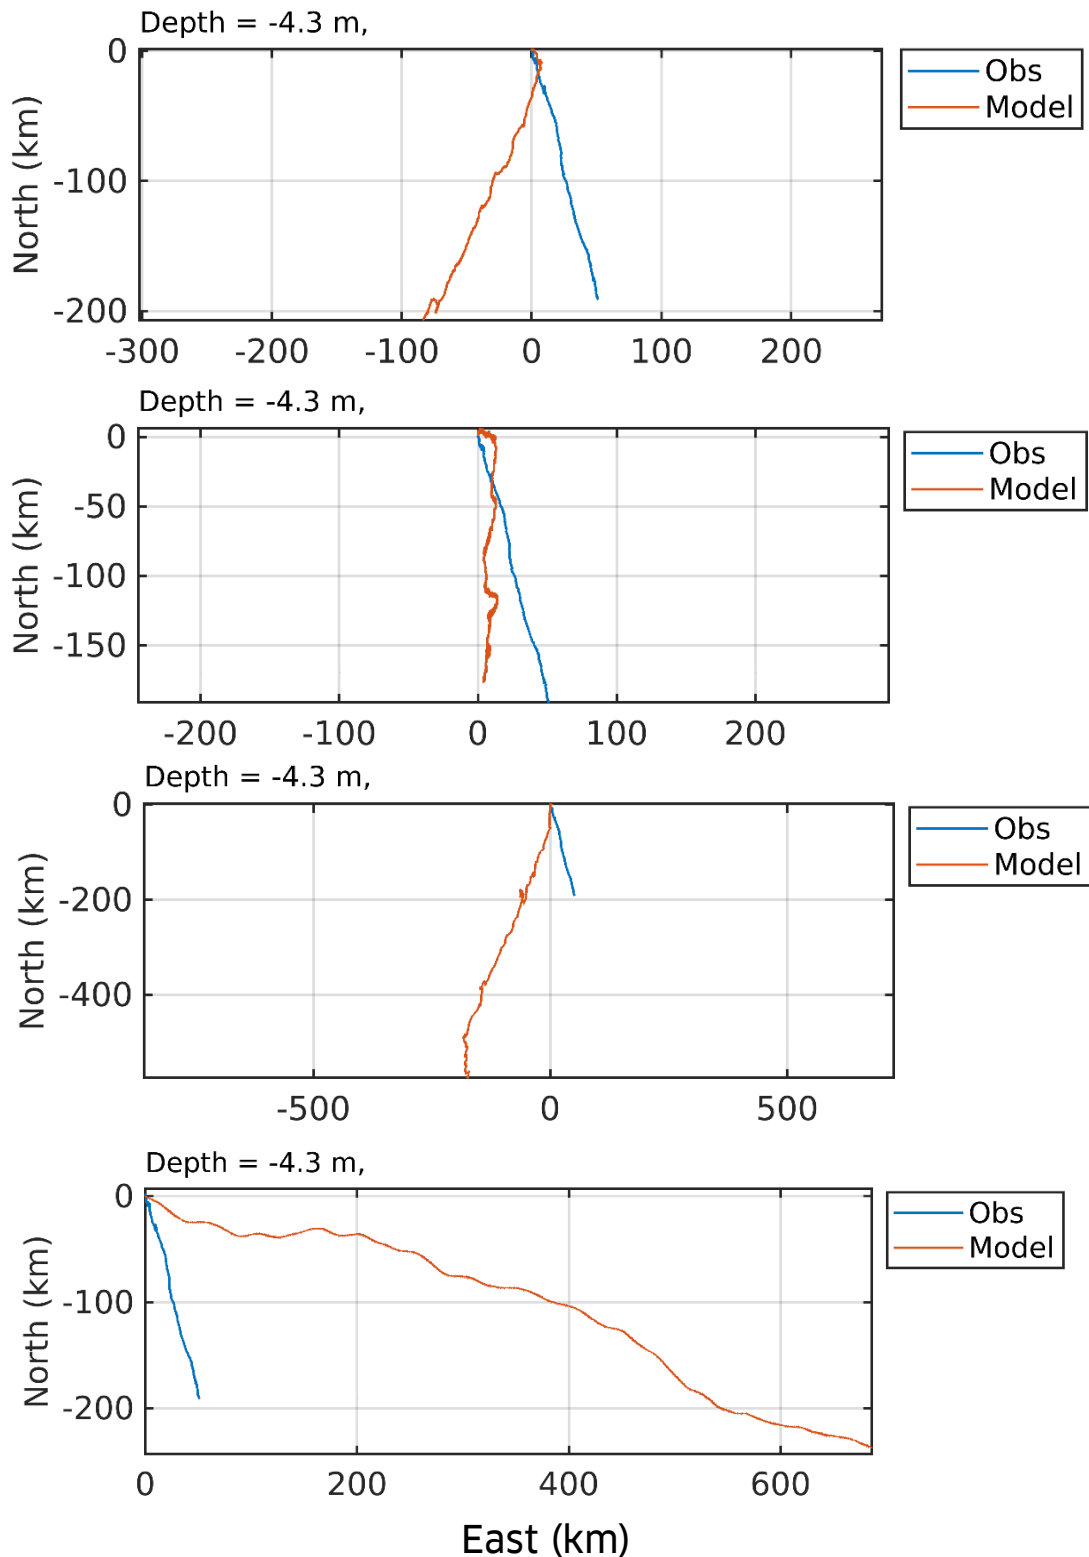 Depth = -4.3 m,
0
-100
-200
North (km)
-300 -200 -100 0 100 200
Obs
Model
Depth = -4.3 m,
0
-50
-100
-150
North (km)
-200 -100 0 100 200
Obs
Model
Depth = -4.3 m,
0
-200
-400
North (km)
-500 0 500
Obs
Model
Depth = -4.3 m,
0
-100
-200
North (km)
0 200 400 600
Obs
Model
East (km)